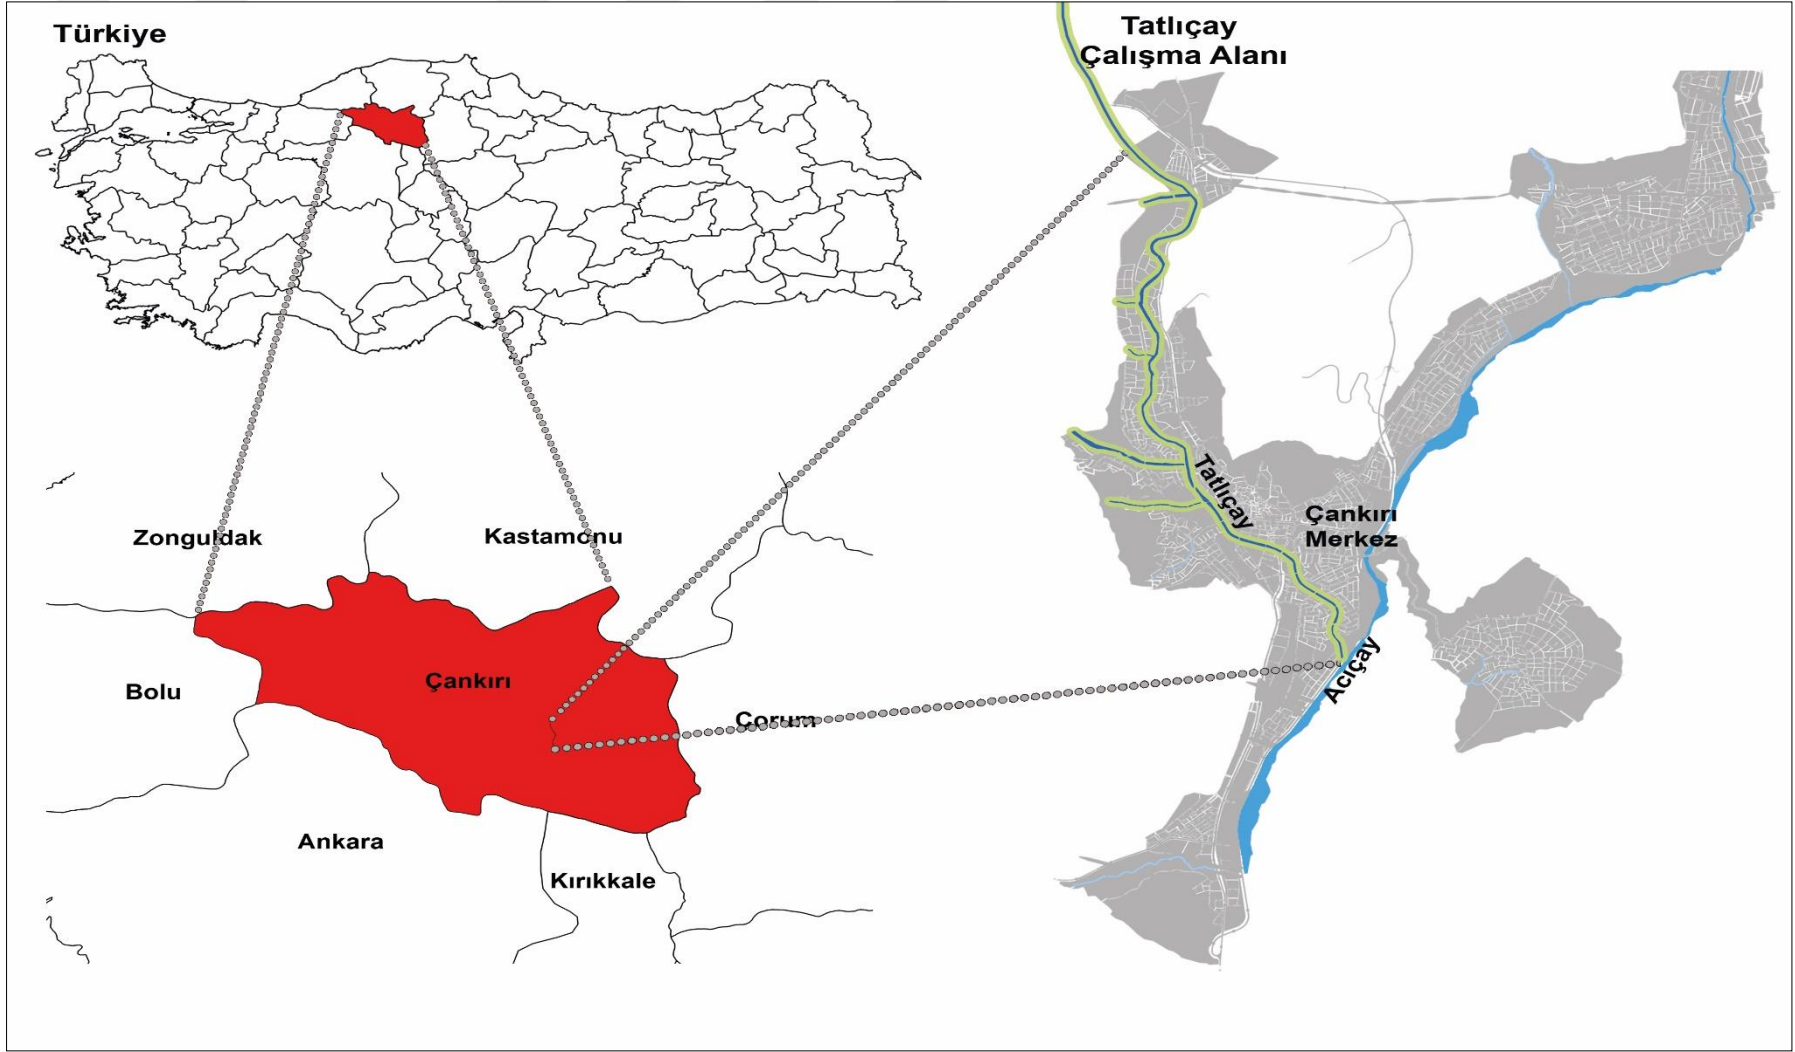 Türkiye
Tatlıçay
Çalışma Alanı
Zonguldak
Kastamonu
Bolu
Çankırı
Çorum
Ankara
Kırıkkale
Tatlıçay
Çankırı
Merkez
Acıçay